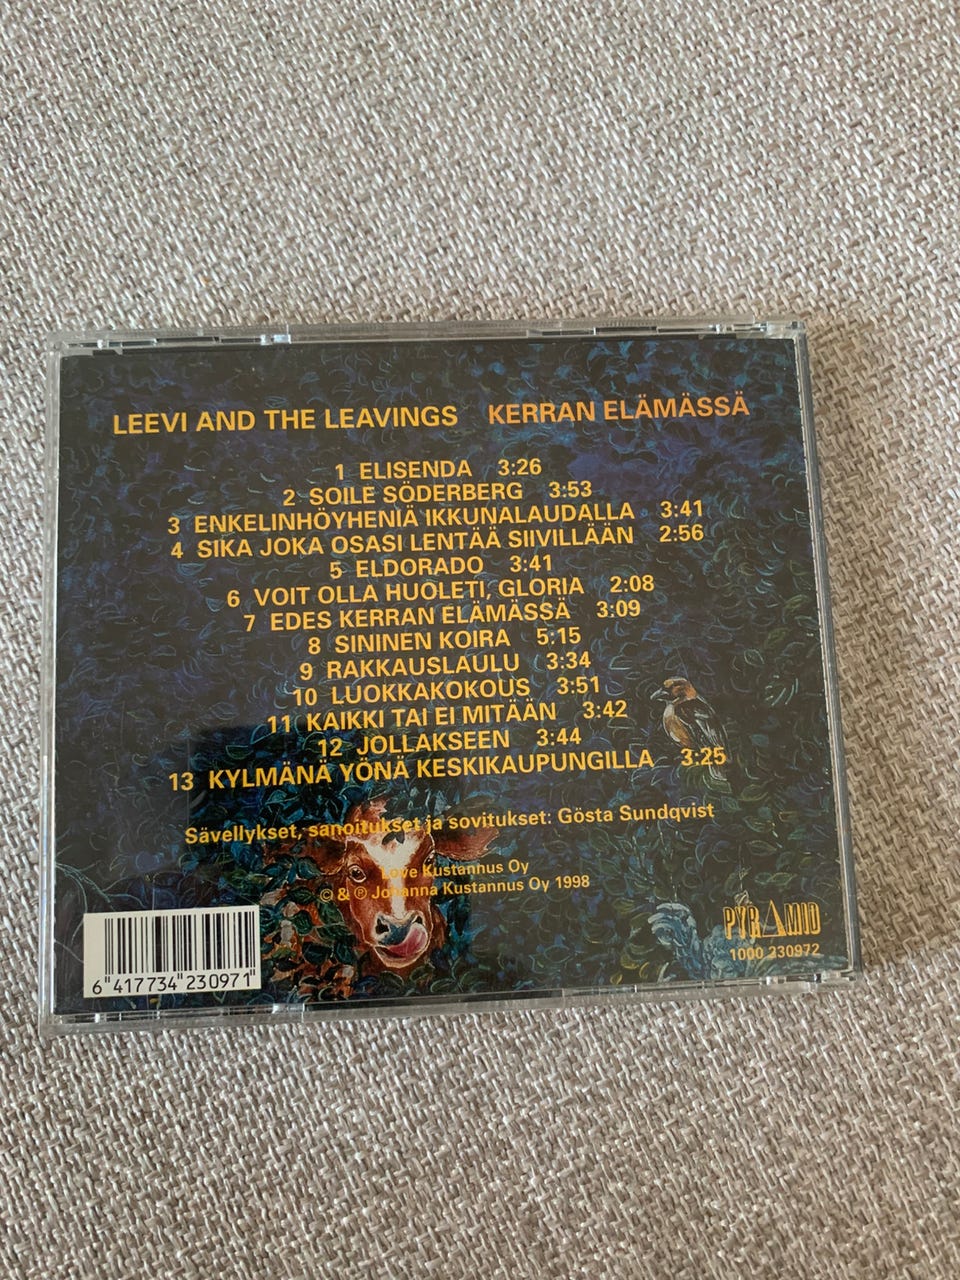 LEEVI AND THE LEAVINGS KERRAN ELÄMÄSSÄ
1 ELISENDA 3:26
2 SOILE SÖDERBERG 3:53
3 ENKELINHÖYHENIÄ IKKUNALAUDALLA 3:41
4 SIKA JOKA OSASI LENTÄÄ SIIVILLÄÄN 2:56
5 ELDORADO 3:41
6 VOIT OLLA HUOLETI, GLORIA 2:08
7 EDES KERRAN ELÄMÄSSÄ 3:09
8 SININEN KOIRA 5:15
9 RAKKAUSLAULU 3:34
10 LUOKKAKOKOUS 3:51
11 KAIKKI TAI EI MITÄÄN 3:42
12 JOLLAKSEEN 3:44
13 KYLMÄNÄ YÖNÄ KESKIKAUPUNGILLA 3:25
Sävellykset, sanoitukset ja sovitukset: Gösta Sundqvist
Love Kustannus Oy
© & ℗ Johanna Kustannus Oy 1998
PYRAMID
1000 230972
6 417734 230971